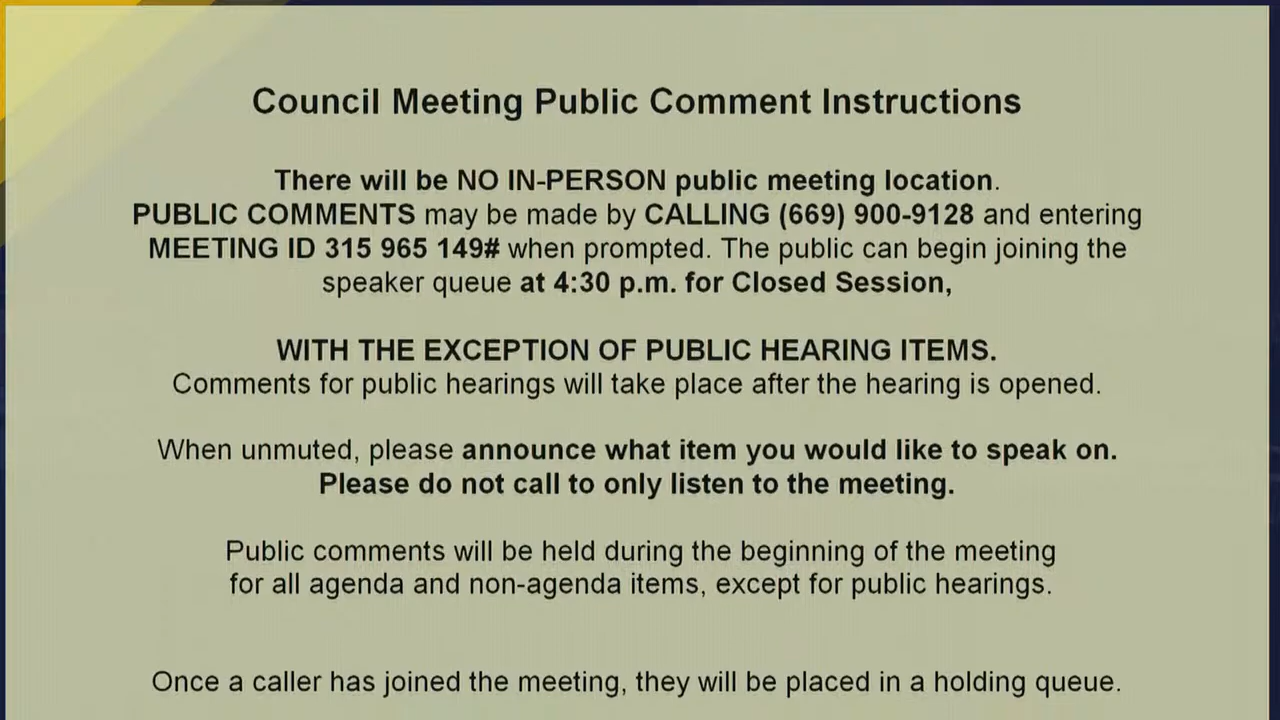 Council Meeting Public Comment Instructions
There will be NO IN-PERSON public meeting location.
PUBLIC COMMENTS may be made by CALLING (669) 900-9128 and entering
MEETING ID 315 965 149# when prompted. The public can begin joining the
speaker queue at 4:30 p.m. for Closed Session,
WITH THE EXCEPTION OF PUBLIC HEARING ITEMS.
Comments for public hearings will take place after the hearing is opened.
When unmuted, please announce what item you would like to speak on.
Please do not call to only listen to the meeting.
Public comments will be held during the beginning of the meeting
for all agenda and non-agenda items, except for public hearings.
Once a caller has joined the meeting, they will be placed in a holding queue.